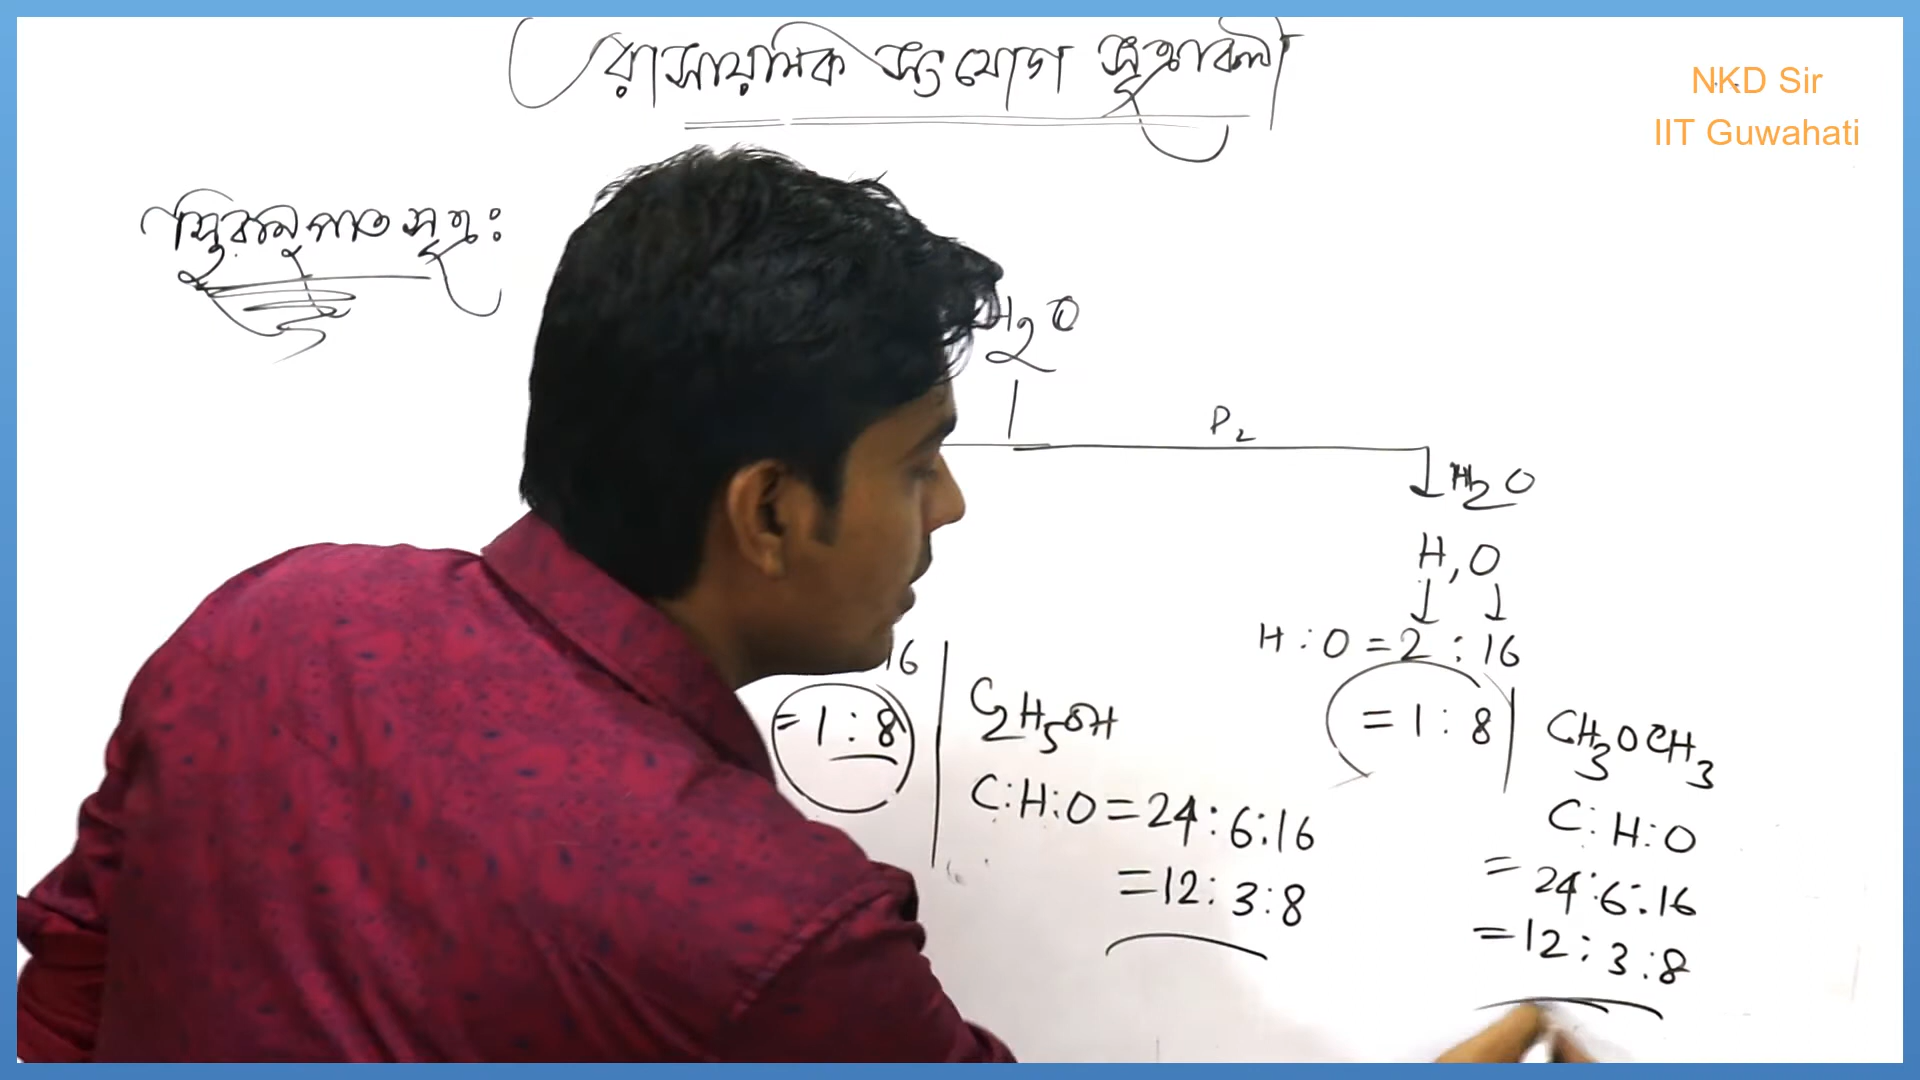 রাসায়নিক সংযোগ সূত্রাবলী
NKD Sir
IIT Guwahati
স্থিরানুপাত সূত্র :
H₂O
P₂
H₂O
H, O
H : O = 2 : 16
16
= 1 : 8
= 1 : 8
C₂H₅OH
CH₃OCH₃
C : H : O = 24 : 6 : 16
C : H : O
= 12 : 3 : 8
= 24 : 6 : 16
= 12 : 3 : 8